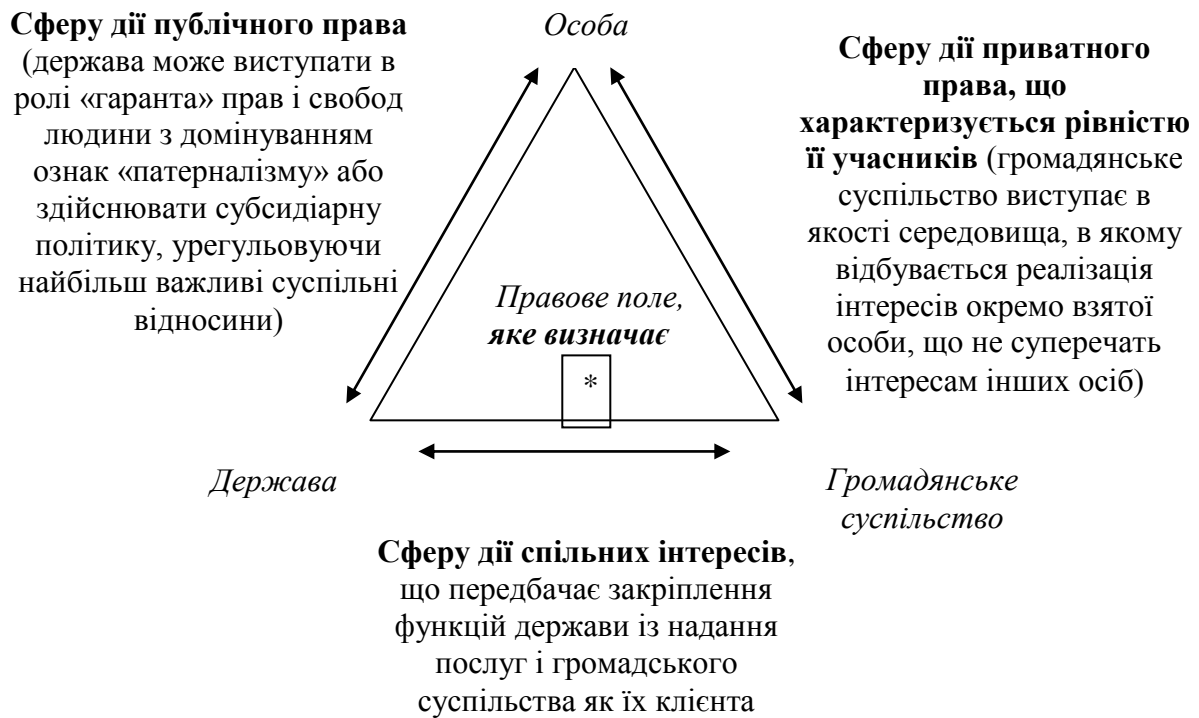 Сферу дії публічного права
(держава може виступати в
ролі «гаранта» прав і свобод
людини з домінуванням
ознак «патерналізму» або
здійснювати субсидіарну
політику, урегульовуючи
найбільш важливі суспільні
відносини)
Особа
Сферу дії приватного
права, що
характеризується рівністю
її учасників (громадянське
суспільство виступає в
якості середовища, в якому
відбувається реалізація
інтересів окремо взятої
особи, що не суперечать
інтересам інших осіб)
Правове поле,
яке визначає
*
Держава
Громадянське
суспільство
Сферу дії спільних інтересів,
що передбачає закріплення
функцій держави із надання
послуг і громадського
суспільства як їх клієнта